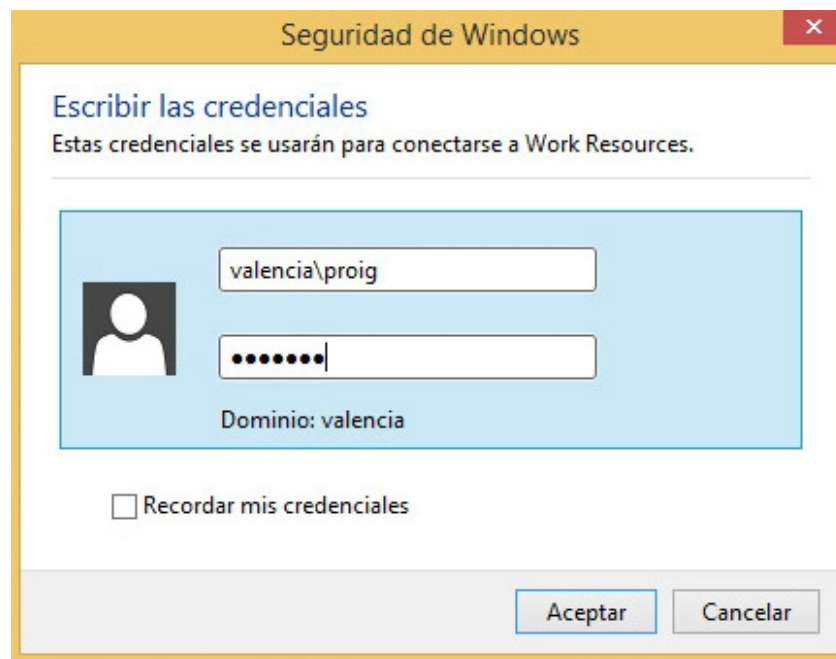 Seguridad de Windows
Escribir las credenciales
Estas credenciales se usarán para conectarse a Work Resources.
valencia\proig
•••••••
Dominio: valencia
Recordar mis credenciales
Aceptar
Cancelar